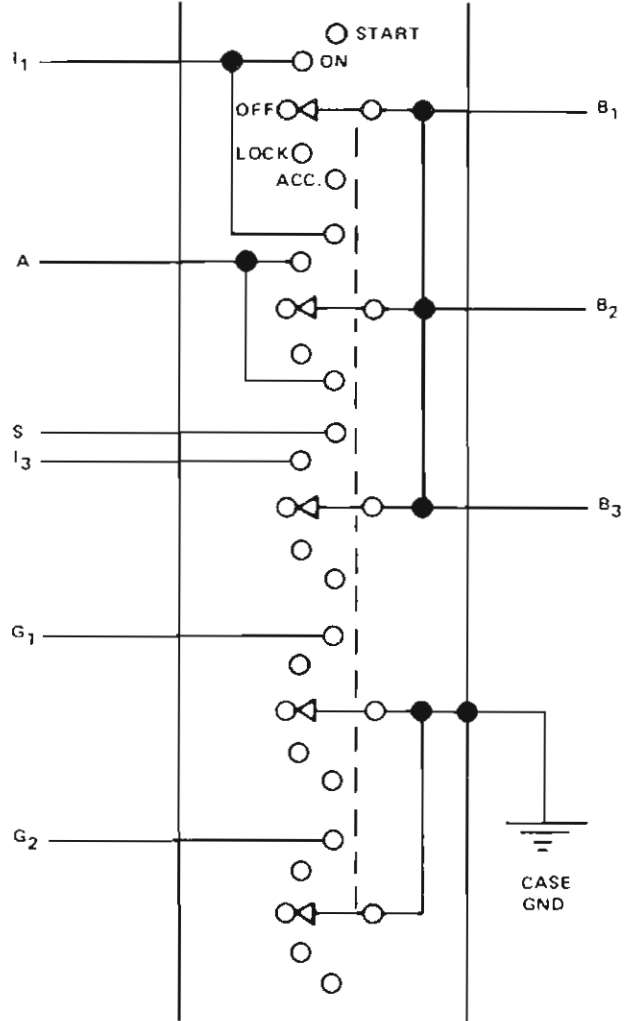 START
I1
ON
OFF
B1
LOCK
ACC.
A
B2
S
I3
B3
G1
G2
CASE
GND